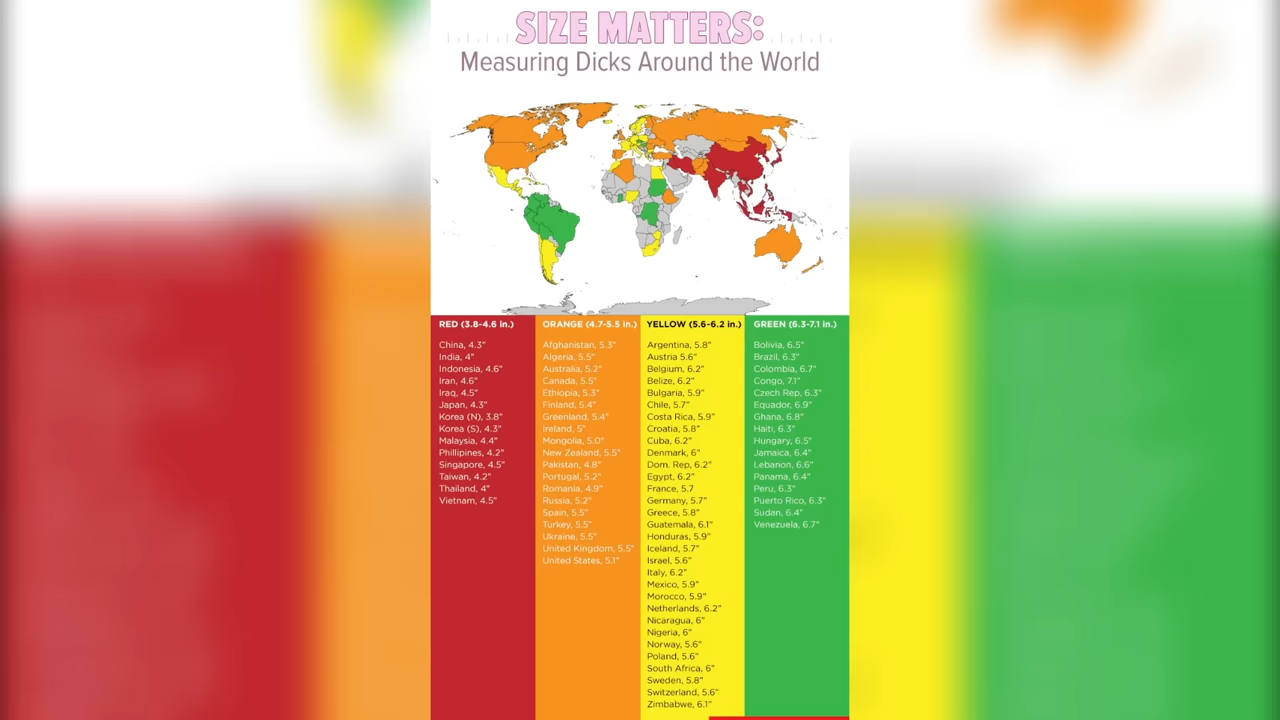 SIZE MATTERS:
Measuring Dicks Around the World
RED (3.8-4.6 in.)
China, 4.3"
India, 4"
Indonesia, 4.6"
Iran, 4.6"
Iraq, 4.5"
Japan, 4.3"
Korea (N), 3.8"
Korea (S), 4.3"
Malaysia, 4.4"
Phillipines, 4.2"
Singapore, 4.5"
Taiwan, 4.2"
Thailand, 4"
Vietnam, 4.5"
ORANGE (4.7-5.5 in.)
Afghanistan, 5.3"
Algeria, 5.5"
Australia, 5.2"
Canada, 5.5"
Ethiopia, 5.3"
Finland, 5.4"
Greenland, 5.4"
Ireland, 5"
Mongolia, 5.0"
New Zealand, 5.5"
Pakistan, 4.8"
Portugal, 5.2"
Romania, 4.9"
Russia, 5.2"
Spain, 5.5"
Turkey, 5.5"
Ukraine, 5.5"
United Kingdom, 5.5"
United States, 5.1"
YELLOW (5.6-6.2 in.)
Argentina, 5.8"
Austria 5.6"
Belgium, 6.2"
Belize, 6.2"
Bulgaria, 5.9"
Chile, 5.7"
Costa Rica, 5.9"
Croatia, 5.8"
Cuba, 6.2"
Denmark, 6"
Dom. Rep, 6.2"
Egypt, 6.2"
France, 5.7
Germany, 5.7"
Greece, 5.8"
Guatemala, 6.1"
Honduras, 5.9"
Iceland, 5.7"
Israel, 5.6"
Italy, 6.2"
Mexico, 5.9"
Morocco, 5.9"
Netherlands, 6.2"
Nicaragua, 6"
Nigeria, 6"
Norway, 5.6"
Poland, 5.6"
South Africa, 6"
Sweden, 5.8"
Switzerland, 5.6"
Zimbabwe, 6.1"
GREEN (6.3-7.1 in.)
Bolivia, 6.5"
Brazil, 6.3"
Colombia, 6.7"
Congo, 7.1"
Czech Rep, 6.3"
Equador, 6.9"
Ghana, 6.8"
Haiti, 6.3"
Hungary, 6.5"
Jamaica, 6.4"
Lebanon, 6.6"
Panama, 6.4"
Peru, 6.3"
Puerto Rico, 6.3"
Sudan, 6.4"
Venezuela, 6.7"